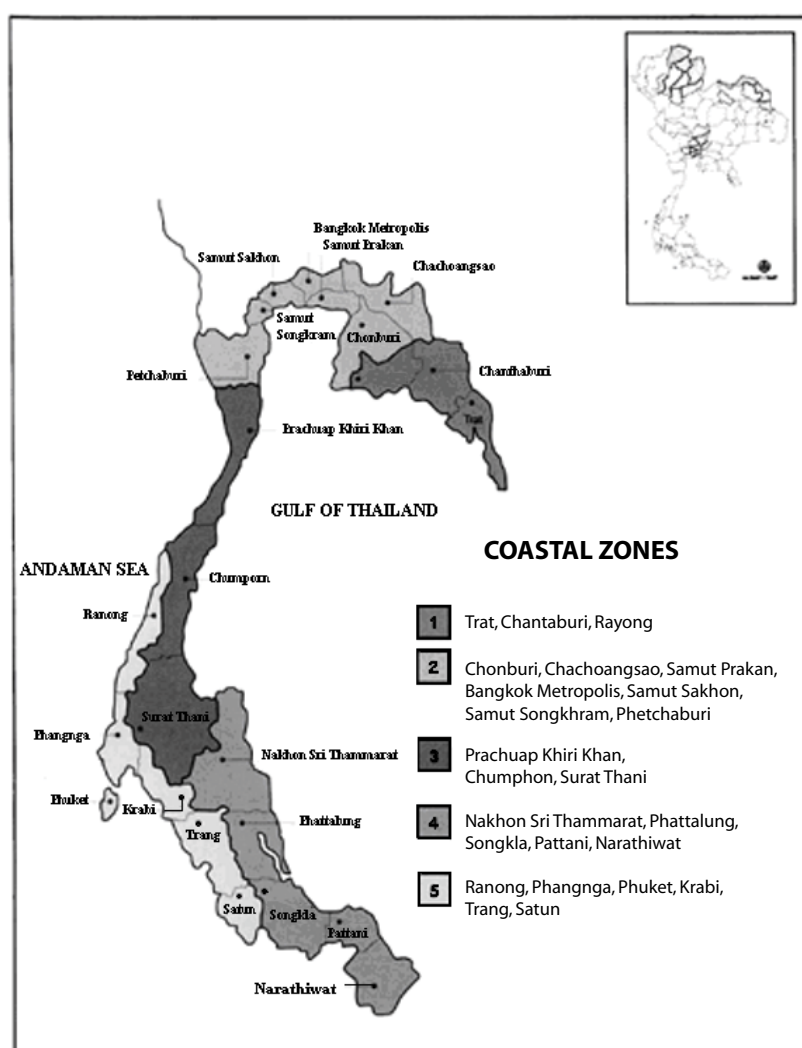 Bangkok Metropolis
Samut Prakan
Samut Sakhon
Chachoangsao
Samut
Songkram
Chonburi
Petchaburi
Chanthaburi
Trat
Prachuap Khiri Khan
GULF OF THAILAND
ANDAMAN SEA
Chumporn
Ranong
Surat Thani
Phangnga
Nakhon Sri Thammarat
Phuket
Krabi
Trang
Phattalung
Satun
Songkla
Pattani
Narathiwat
COASTAL ZONES
1 Trat, Chantaburi, Rayong
2 Chonburi, Chachoangsao, Samut Prakan,
Bangkok Metropolis, Samut Sakhon,
Samut Songkhram, Phetchaburi
3 Prachuap Khiri Khan,
Chumphon, Surat Thani
4 Nakhon Sri Thammarat, Phattalung,
Songkla, Pattani, Narathiwat
5 Ranong, Phangnga, Phuket, Krabi,
Trang, Satun